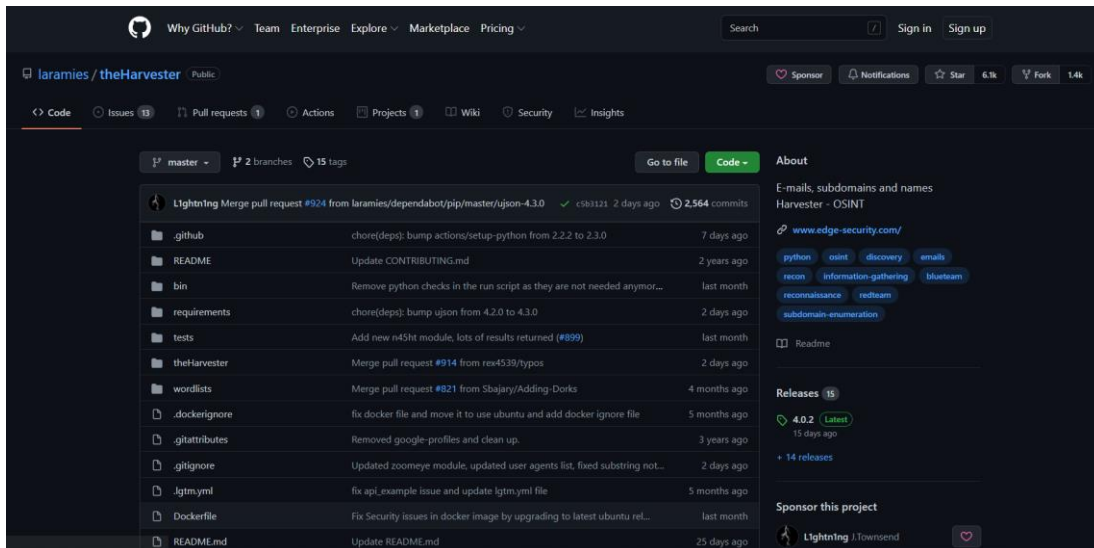 Why GitHub? Team Enterprise Explore Marketplace Pricing Search / Sign in Sign up
laramies / theHarvester Public Sponsor Notifications Star 6.1k Fork 1.4k
Code Issues 13 Pull requests 1 Actions Projects 1 Wiki Security Insights
master 2 branches 15 tags Go to file Code
L1ghtn1ng Merge pull request #924 from laramies/dependabot/pip/master/ujson-4.3.0 c5b3121 2 days ago 2,564 commits
.github chore(deps): bump actions/setup-python from 2.2.2 to 2.3.0 7 days ago
README Update CONTRIBUTING.md 2 years ago
bin Remove python checks in the run script as they are not needed anymor... last month
requirements chore(deps): bump ujson from 4.2.0 to 4.3.0 2 days ago
tests Add new n45ht module, lots of results returned (#899) last month
theHarvester Merge pull request #914 from rex4539/typos 2 days ago
wordlists Merge pull request #821 from Sbajary/Adding-Dorks 4 months ago
.dockerignore fix docker file and move it to use ubuntu and add docker ignore file 5 months ago
.gitattributes Removed google-profiles and clean up. 3 years ago
.gitignore Updated zoomeye module, updated user agents list, fixed substring not... 2 days ago
.lgtm.yml fix api_example issue and update lgtm.yml file 5 months ago
Dockerfile Fix Security issues in docker image by upgrading to latest ubuntu rel... last month
README.md Update README.md 25 days ago
About
E-mails, subdomains and names
Harvester - OSINT
www.edge-security.com/
python osint discovery emails
recon information-gathering blueteam
reconnaissance redteam
subdomain-enumeration
Readme
Releases 15
4.0.2 Latest
15 days ago
+ 14 releases
Sponsor this project
L1ghtn1ng J.Townsend